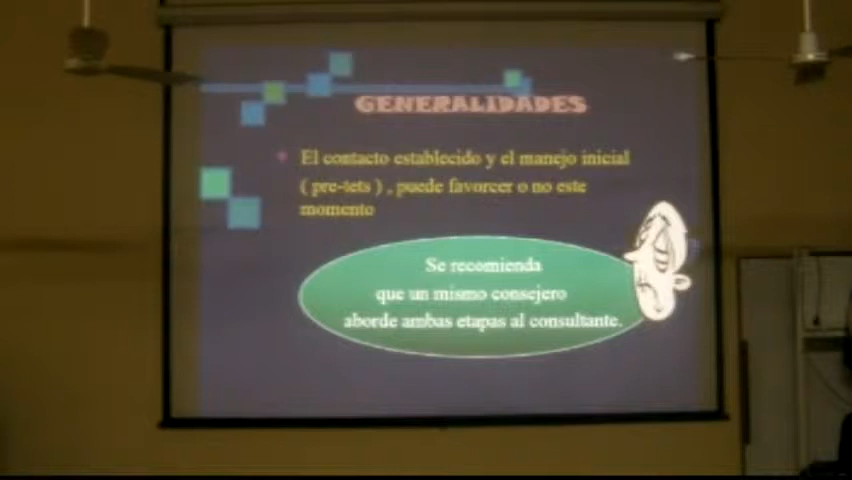 GENERALIDADES
El contacto establecido y el manejo inicial
( pre-tets ) , puede favorcer o no este
momento
Se recomienda
que un mismo consejero
aborde ambas etapas al consultante.